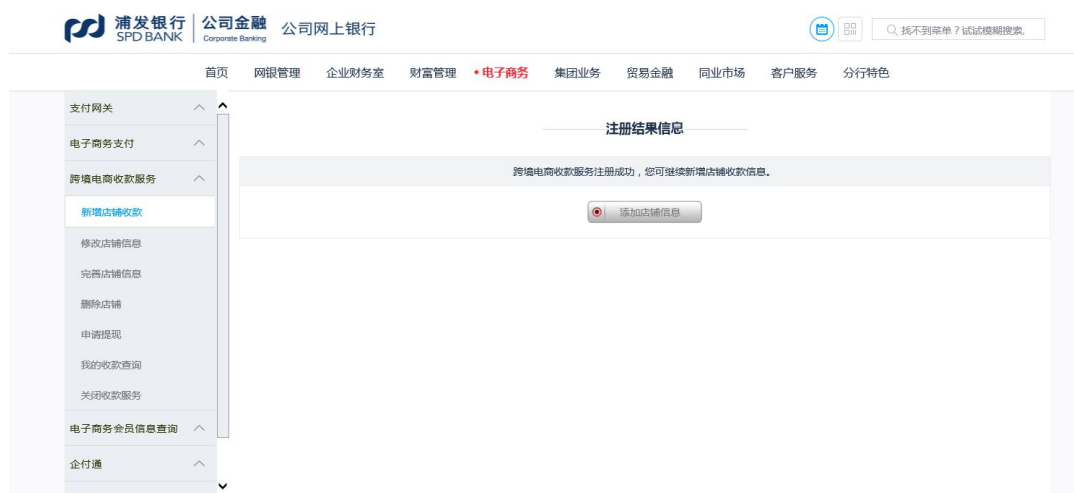 浦发银行 公司金融 公司网上银行
SPD BANK Corporate Banking
找不到菜单？试试模糊搜索.
首页 网银管理 企业财务室 财富管理 •电子商务 集团业务 贸易金融 同业市场 客户服务 分行特色
支付网关
电子商务支付
跨境电商收款服务
新增店铺收款
修改店铺信息
完善店铺信息
删除店铺
申请提现
我的收款查询
关闭收款服务
电子商务会员信息查询
企付通
注册结果信息
跨境电商收款服务注册成功，您可继续新增店铺收款信息。
添加店铺信息